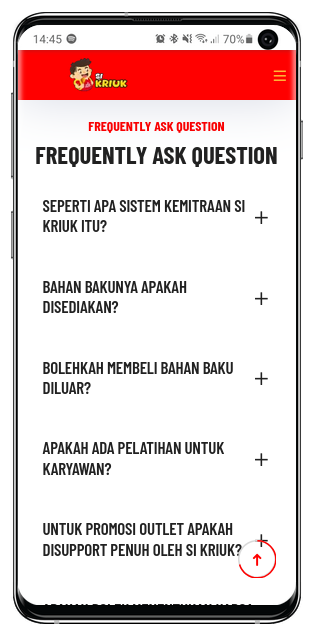 14:45
70%
SI
KRIUK
FREQUENTLY ASK QUESTION
FREQUENTLY ASK QUESTION
SEPERTI APA SISTEM KEMITRAAN SI
KRIUK ITU?
BAHAN BAKUNYA APAKAH
DISEDIAKAN?
BOLEHKAH MEMBELI BAHAN BAKU
DILUAR?
APAKAH ADA PELATIHAN UNTUK
KARYAWAN?
UNTUK PROMOSI OUTLET APAKAH
DISUPPORT PENUH OLEH SI KRIUK?